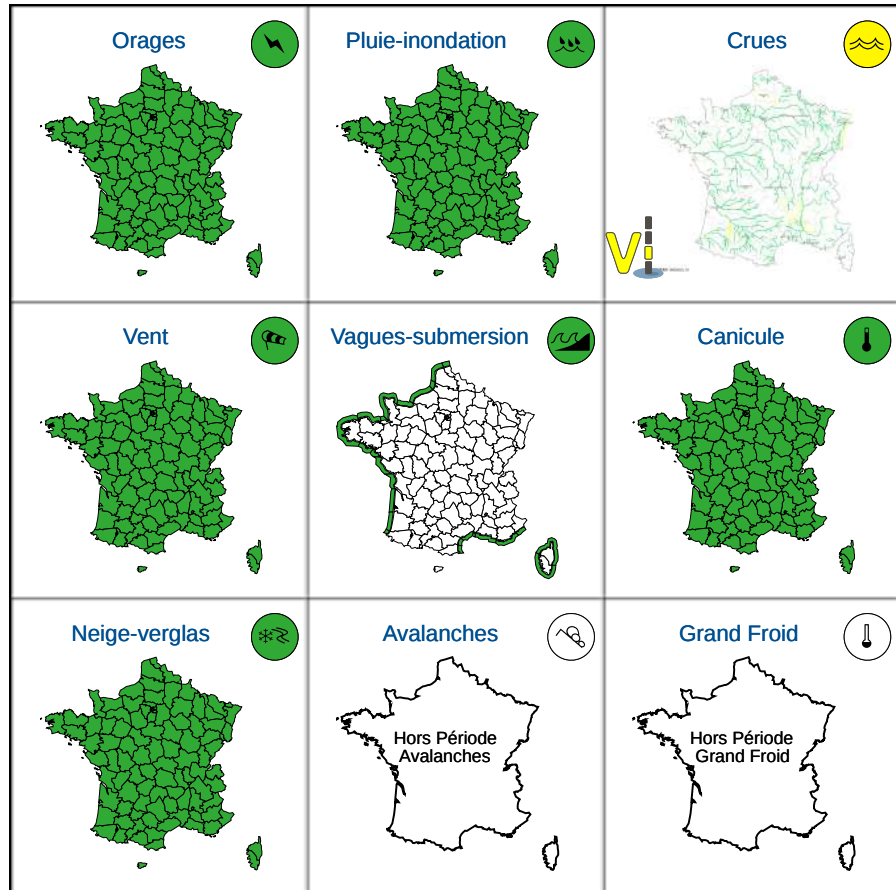 Orages
Pluie-inondation
Crues
Vi
Vent
Vagues-submersion
Canicule
Neige-verglas
Avalanches
Grand Froid
Hors Période
Avalanches
Hors Période
Grand Froid